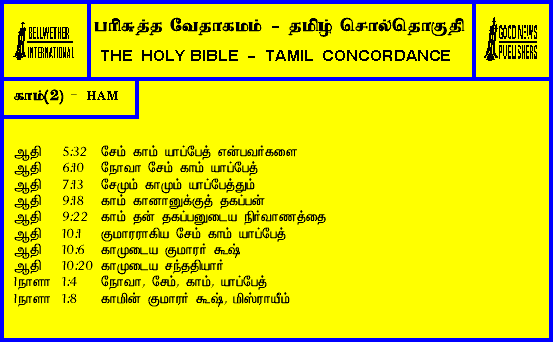 BELLWETHER
INTERNATIONAL
பரிசுத்த வேதாகமம் - தமிழ் சொல்தொகுதி
THE HOLY BIBLE - TAMIL CONCORDANCE
GOOD NEWS
PUBLISHERS
காம்(2) - HAM
ஆதி 5:32 சேம் காம் யாப்பேத் என்பவர்களை
ஆதி 6:10 நோவா சேம் காம் யாப்பேத்
ஆதி 7:13 சேமும் காமும் யாப்பேத்தும்
ஆதி 9:18 காம் கானானுக்குத் தகப்பன்
ஆதி 9:22 காம் தன் தகப்பனுடைய நிர்வாணத்தை
ஆதி 10:1 குமாரராகிய சேம் காம் யாப்பேத்
ஆதி 10:6 காமுடைய குமாரர் கூஷ்
ஆதி 10:20 காமுடைய சந்ததியார்
1நாளா 1:4 நோவா, சேம், காம், யாப்பேத்
1நாளா 1:8 காமின் குமாரர் கூஷ், மிஸ்ராயீம்